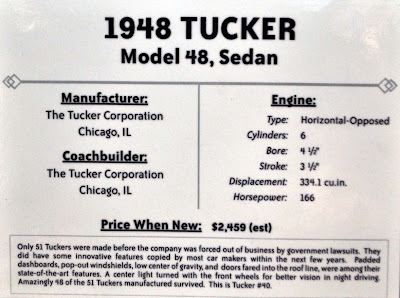 1948 TUCKER
Model 48, Sedan
Manufacturer:
The Tucker Corporation
Chicago, IL
Coachbuilder:
The Tucker Corporation
Chicago, IL
Engine:
Type: Horizontal-Opposed
Cylinders: 6
Bore: 4 ½"
Stroke: 3 ½"
Displacement: 334.1 cu.in.
Horsepower: 166
Price When New: $2,459 (est)
Only 51 Tuckers were made before the company was forced out of business by government lawsuits. They
did have some innovative features copied by most car makers within the next few years. Padded
dashboards, pop-out windshields, low center of gravity, and doors fared into the roof line, were among their
state-of-the-art features. A center light turned with the front wheels for better vision in night driving.
Amazingly 48 of the 51 Tuckers manufactured survived. This is Tucker #40.